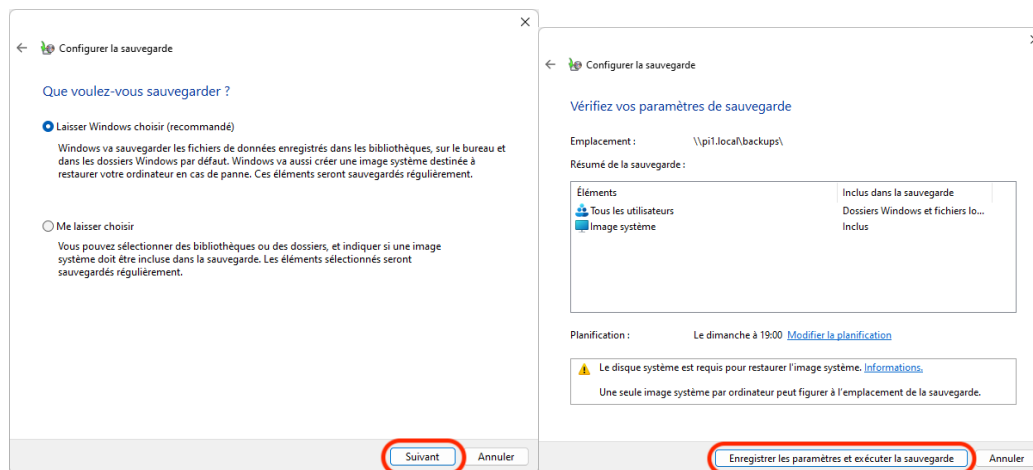 Configurer la sauvegarde
Que voulez-vous sauvegarder ?
Laisser Windows choisir (recommandé)
Windows va sauvegarder les fichiers de données enregistrés dans les bibliothèques, sur le bureau et
dans les dossiers Windows par défaut. Windows va aussi créer une image système destinée à
restaurer votre ordinateur en cas de panne. Ces éléments seront sauvegardés régulièrement.
Me laisser choisir
Vous pouvez sélectionner des bibliothèques ou des dossiers, et indiquer si une image
système doit être incluse dans la sauvegarde. Les éléments sélectionnés seront
sauvegardés régulièrement.
Suivant Annuler
Configurer la sauvegarde
Vérifiez vos paramètres de sauvegarde
Emplacement : \\pi1.local\backups\
Résumé de la sauvegarde :
Éléments Inclus dans la sauvegarde
Tous les utilisateurs Dossiers Windows et fichiers lo...
Image système Inclus
Planification : Le dimanche à 19:00 Modifier la planification
Le disque système est requis pour restaurer l'image système. Informations.
Une seule image système par ordinateur peut figurer à l'emplacement de la sauvegarde.
Enregistrer les paramètres et exécuter la sauvegarde Annuler